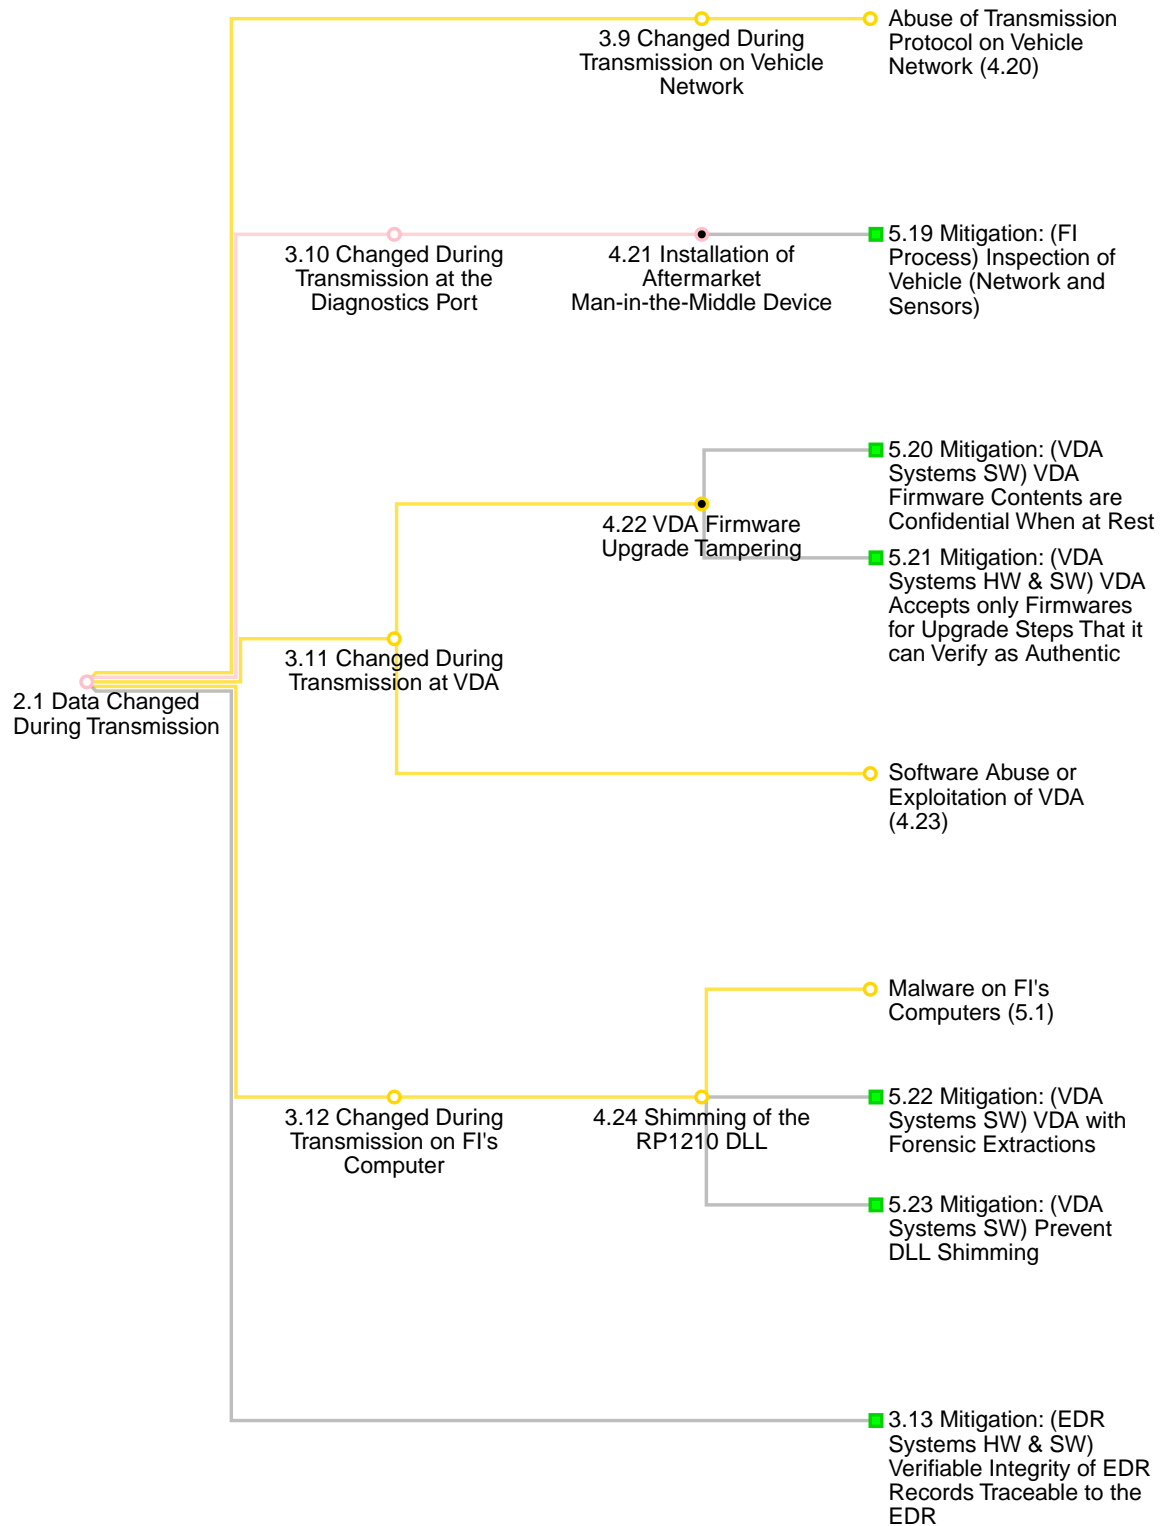 Abuse of Transmission
Protocol on Vehicle
Network (4.20)
3.9 Changed During
Transmission on Vehicle
Network
3.10 Changed During
Transmission at the
Diagnostics Port
4.21 Installation of
Aftermarket
Man-in-the-Middle Device
5.19 Mitigation: (FI
Process) Inspection of
Vehicle (Network and
Sensors)
5.20 Mitigation: (VDA
Systems SW) VDA
Firmware Contents are
Confidential When at Rest
4.22 VDA Firmware
Upgrade Tampering
5.21 Mitigation: (VDA
Systems HW & SW) VDA
Accepts only Firmwares
for Upgrade Steps That it
can Verify as Authentic
3.11 Changed During
Transmission at VDA
2.1 Data Changed
During Transmission
Software Abuse or
Exploitation of VDA
(4.23)
Malware on FI's
Computers (5.1)
3.12 Changed During
Transmission on FI's
Computer
4.24 Shimming of the
RP1210 DLL
5.22 Mitigation: (VDA
Systems SW) VDA with
Forensic Extractions
5.23 Mitigation: (VDA
Systems SW) Prevent
DLL Shimming
3.13 Mitigation: (EDR
Systems HW & SW)
Verifiable Integrity of EDR
Records Traceable to the
EDR